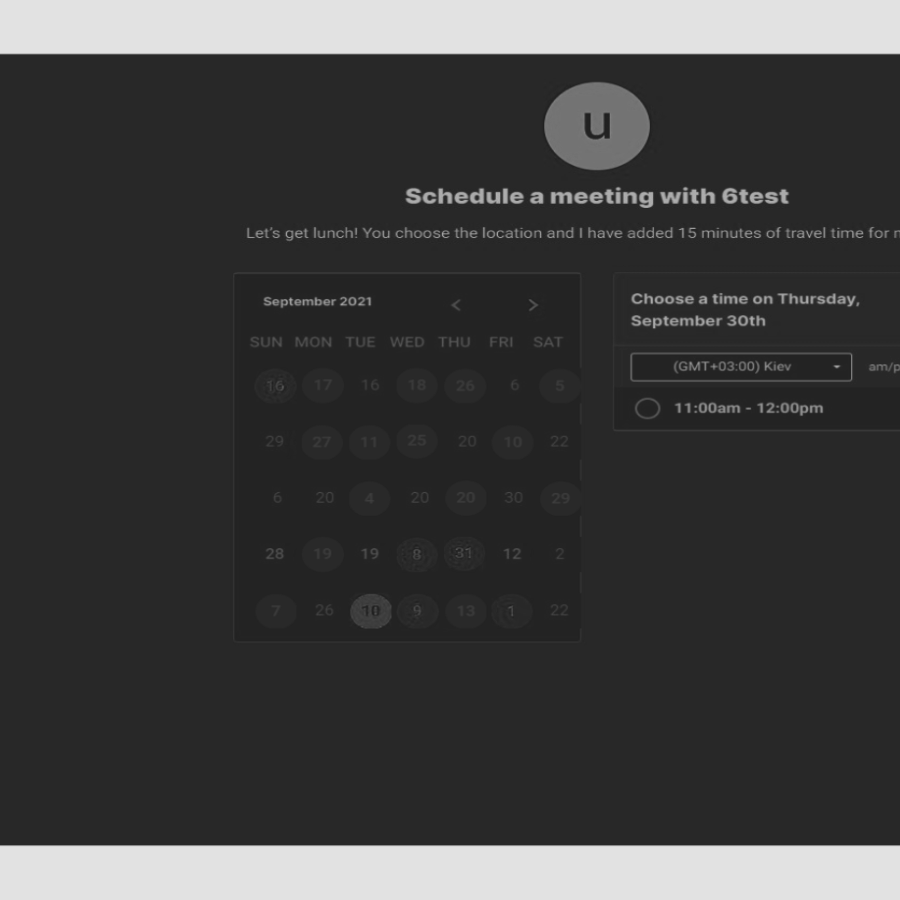 u
Schedule a meeting with 6test
Let's get lunch! You choose the location and I have added 15 minutes of travel time for
September 2021 < >
SUN MON TUE WED THU FRI SAT
16 17 16 18 26 6 5
29 27 11 25 20 10 22
6 20 4 20 20 30 29
28 19 19 8 31 12 2
7 26 10 9 13 1 22
Choose a time on Thursday,
September 30th
(GMT+03:00) Kiev am/p
11:00am - 12:00pm